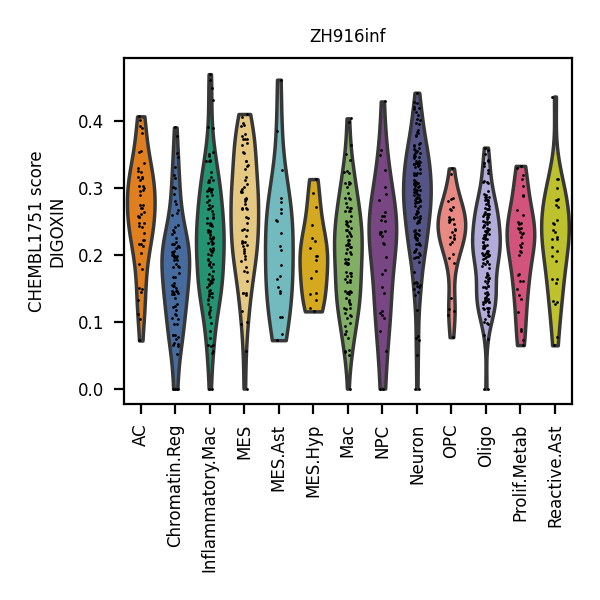 ZH916inf
CHEMBL1751 score
DIGOXIN
0.4
0.3
0.2
0.1
0.0
AC
Chromatin.Reg
Inflammatory.Mac
MES
MES.Ast
MES.Hyp
Mac
NPC
Neuron
OPC
Oligo
Prolif.Metab
Reactive.Ast